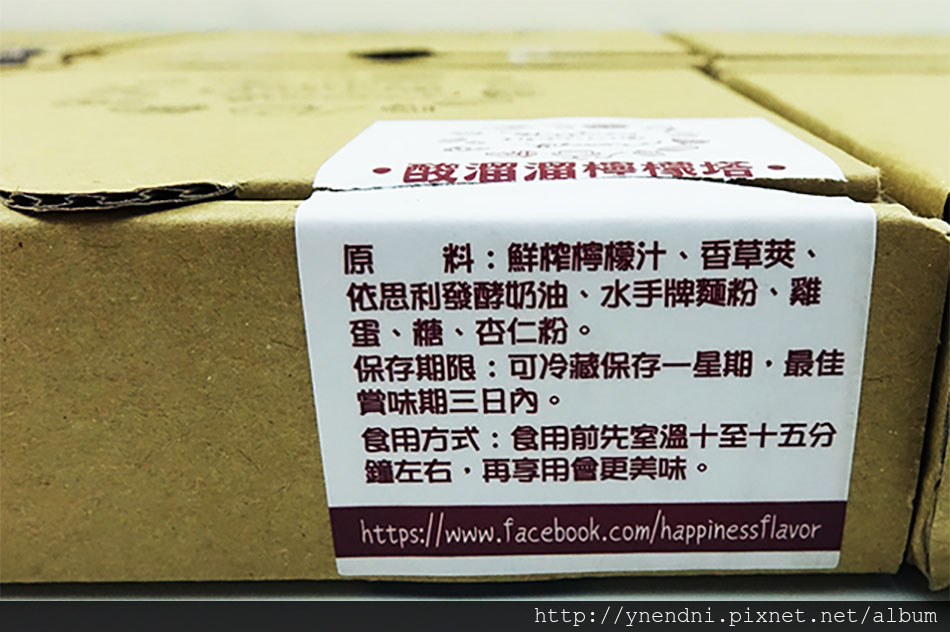 •酸溜溜檸檬塔•
原　　料：鮮榨檸檬汁、香草莢、
依思利發酵奶油、水手牌麵粉、雞
蛋、糖、杏仁粉。
保存期限：可冷藏保存一星期，最佳
賞味期三日內。
食用方式：食用前先室溫十至十五分
鐘左右，再享用會更美味。
https://www.facebook.com/happinessflavor
http://ynendni.pixnet.net/album